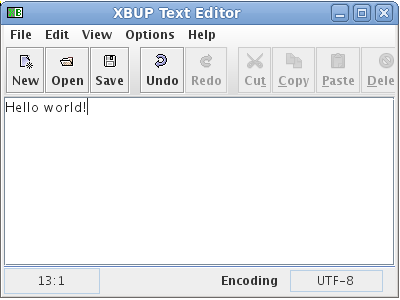 XBUP Text Editor
File Edit View Options Help
New Open Save Undo Redo Cut Copy Paste Dele
Hello world!
13:1 Encoding UTF-8